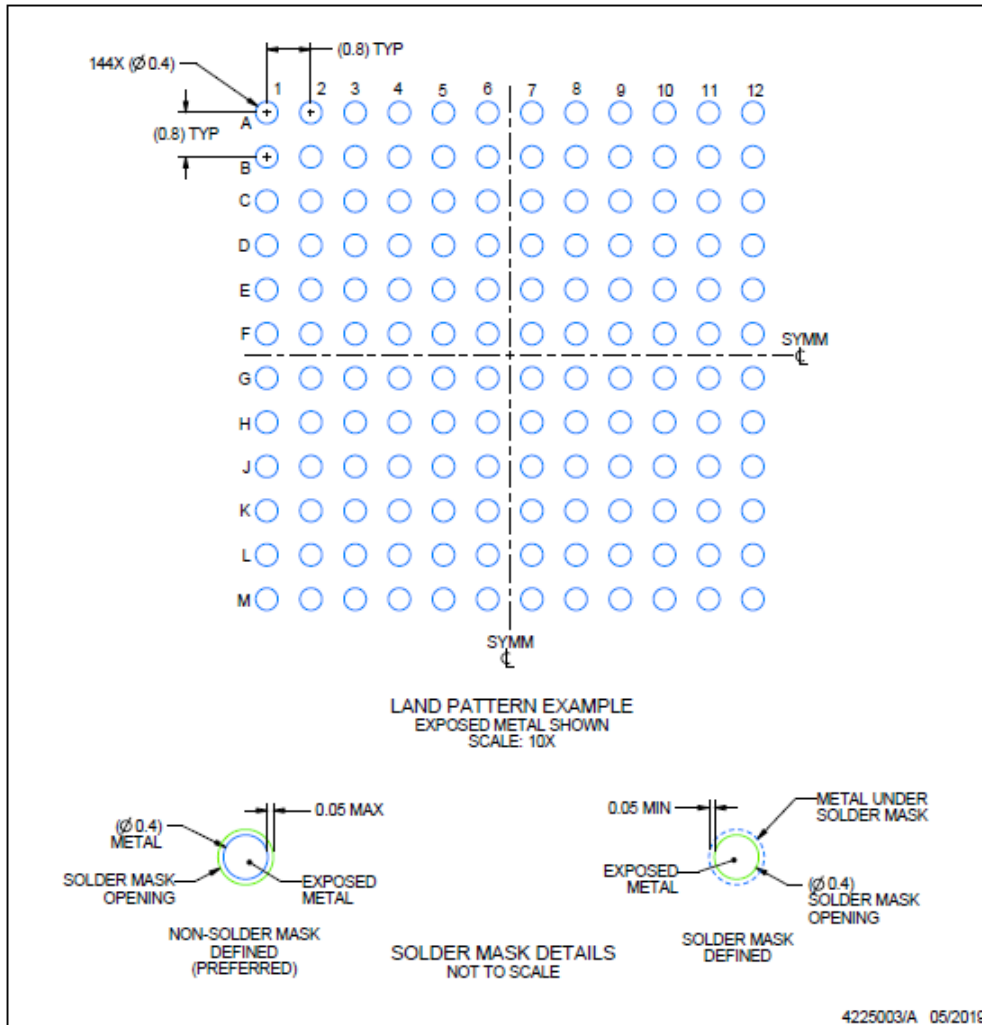 (0.8) TYP
144X (Ø 0.4)
1 2 3 4 5 6 7 8 9 10 11 12
A
(0.8) TYP
B
C
D
E
F
SYMM
℄
G
H
J
K
L
M
SYMM
℄
LAND PATTERN EXAMPLE
EXPOSED METAL SHOWN
SCALE: 10X
(Ø 0.4)
METAL
SOLDER MASK
OPENING
0.05 MAX
EXPOSED
METAL
NON-SOLDER MASK
DEFINED
(PREFERRED)
0.05 MIN
EXPOSED
METAL
METAL UNDER
SOLDER MASK
(Ø 0.4)
SOLDER MASK
OPENING
SOLDER MASK
DEFINED
SOLDER MASK DETAILS
NOT TO SCALE
4225003/A 05/2019